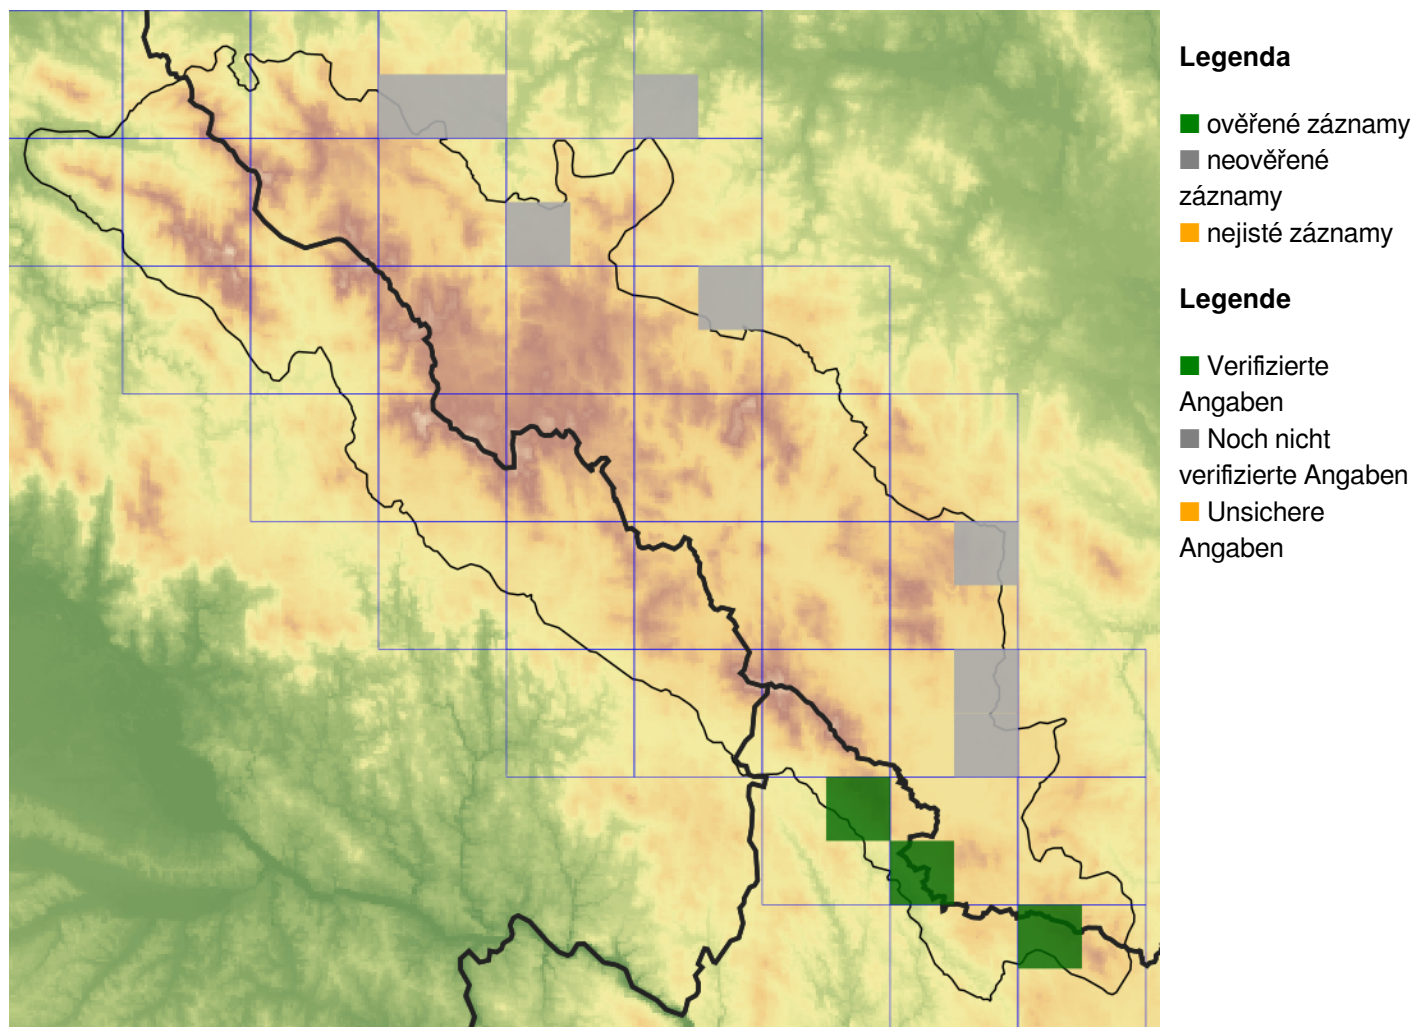 Legenda
ověřené záznamy
neověřené
záznamy
nejisté záznamy
Legende
Verifizierte
Angaben
Noch nicht
verifizierte Angaben
Unsichere
Angaben